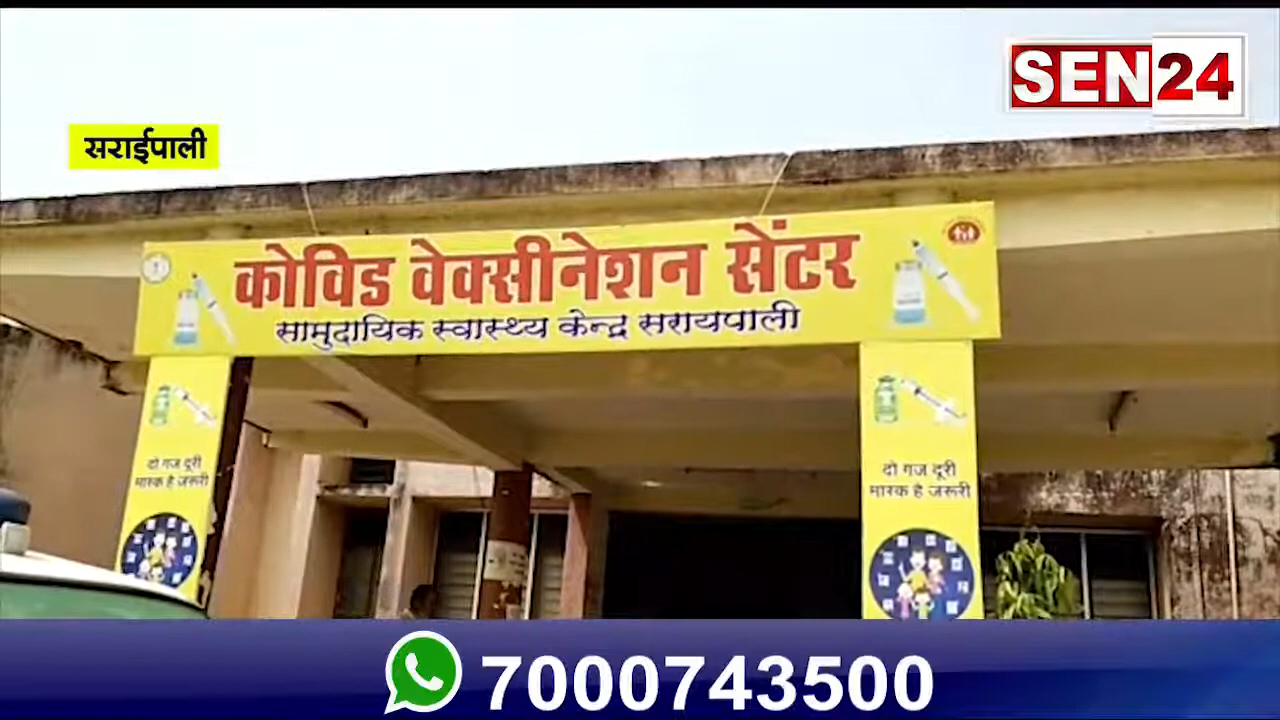 SEN24
सराईपाली
कोविड वेक्सीनेशन सेंटर
सामुदायिक स्वास्थ्य केन्द्र सरायपाली
दो गज दूरी
मास्क है जरूरी
दो गज दूरी
मास्क है जरूरी
7000743500